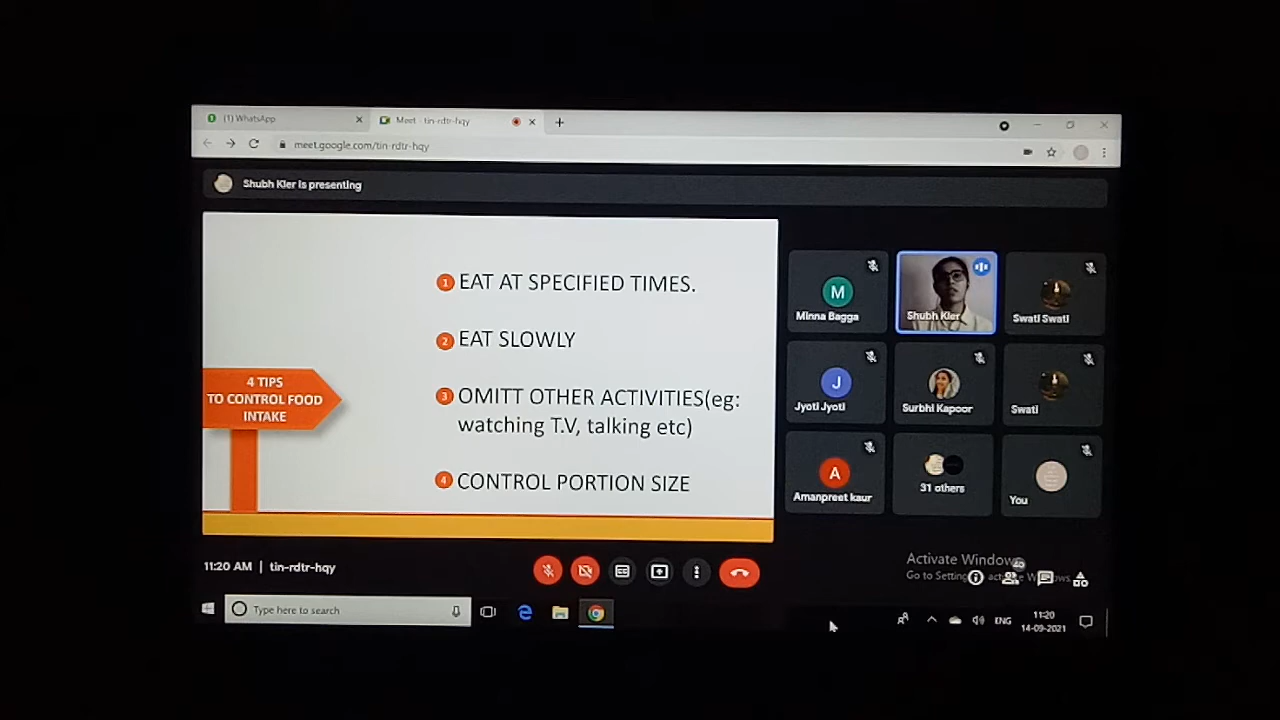 (1) WhatsApp
Meet - tin-rdtr-hqy
meet.google.com/tin-rdtr-hqy
Shubh Kler is presenting
4 TIPS
TO CONTROL FOOD
INTAKE
1 EAT AT SPECIFIED TIMES.
2 EAT SLOWLY
3 OMITT OTHER ACTIVITIES(eg:
watching T.V, talking etc)
4 CONTROL PORTION SIZE
M
Minna Bagga
Shubh Kler
Swati Swati
J
Jyoti Jyoti
Surbhi Kapoor
Swati
A
Amanpreet kaur
31 others
You
11:20 AM | tin-rdtr-hqy
Activate Windows
Go to Setting
40
Type here to search
ENG
11:20
14-09-2021